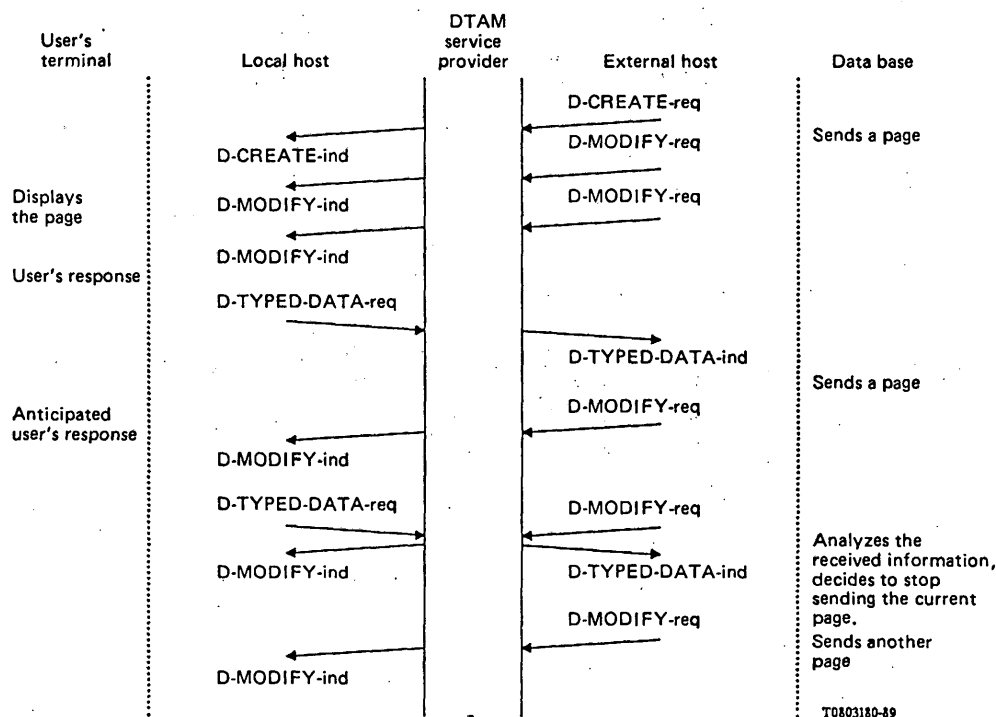 DTAM
service
provider
User's
terminal
Local host
External host
Data base
D-CREATE-req
D-CREATE-ind
D-MODIFY-req
Sends a page
Displays
the page
D-MODIFY-ind
D-MODIFY-req
D-MODIFY-ind
User's response
D-TYPED-DATA-req
D-TYPED-DATA-ind
Sends a page
Anticipated
user's response
D-MODIFY-req
D-MODIFY-ind
D-TYPED-DATA-req
D-MODIFY-req
D-MODIFY-ind
D-TYPED-DATA-ind
Analyzes the
received information,
decides to stop
sending the current
page.
D-MODIFY-req
Sends another
page
D-MODIFY-ind
T0803180-89